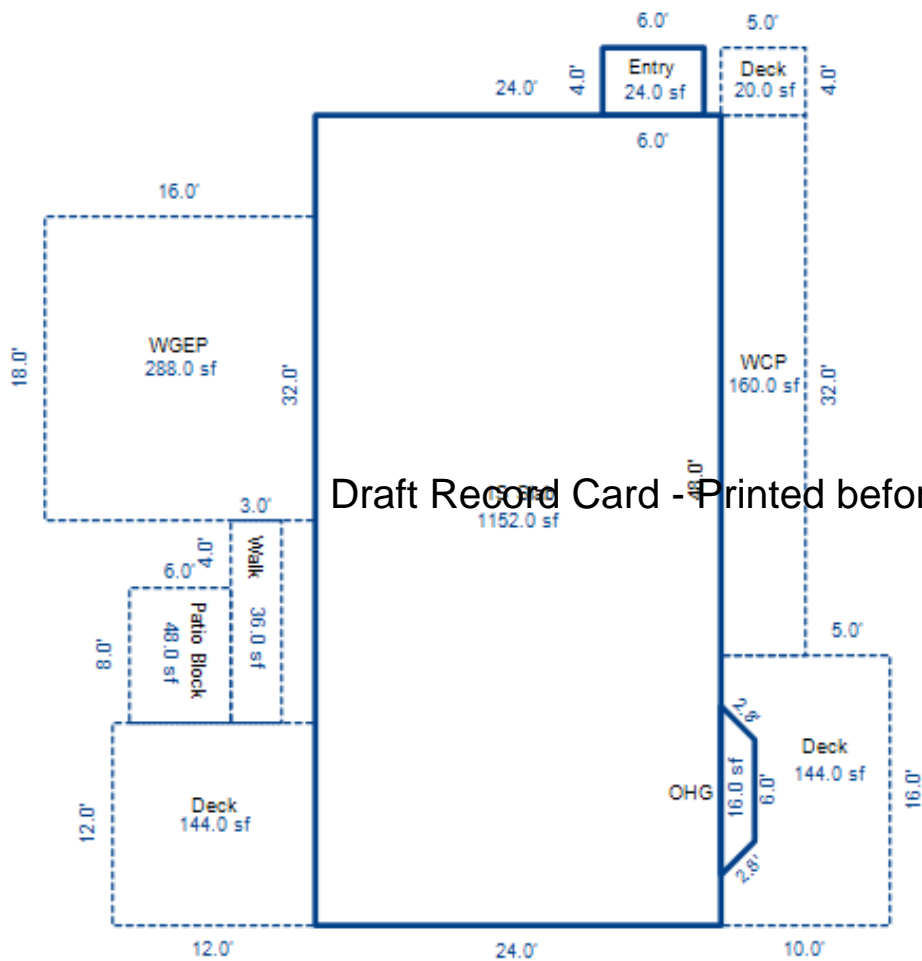 6.0'
5.0'
Entry
24.0 sf
Deck
20.0 sf
24.0'
4.0'
4.0'
6.0'
16.0'
18.0'
WGEP
288.0 sf
32.0'
WCP
160.0 sf
32.0'
48.0'
Draft Record Card - Printed befor
1152.0 sf
3.0'
4.0'
Walk
36.0 sf
6.0'
8.0'
Patio Block
48.0 sf
5.0'
2.8'
Deck
144.0 sf
OHG
16.0 sf
6.0'
16.0'
2.8'
12.0'
Deck
144.0 sf
12.0'
24.0'
10.0'